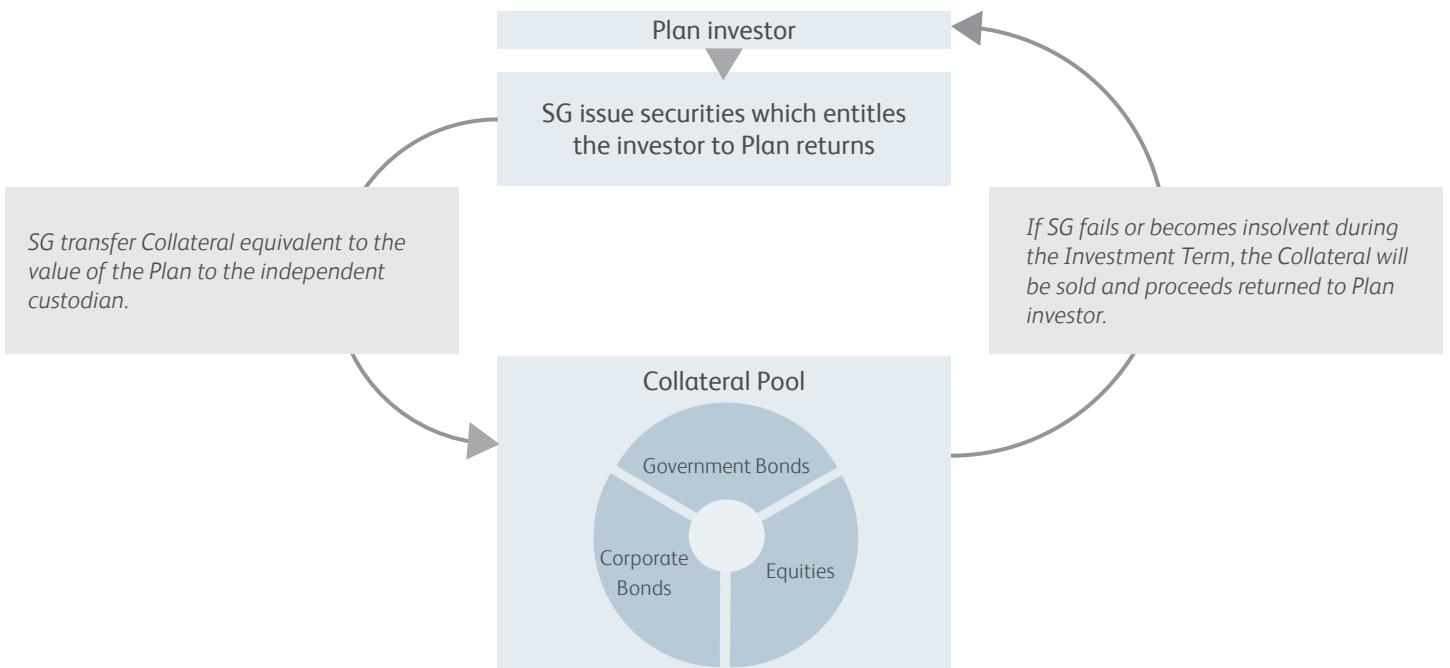 Plan investor
SG issue securities which entitles
the investor to Plan returns
SG transfer Collateral equivalent to the
value of the Plan to the independent
custodian.
If SG fails or becomes insolvent during
the Investment Term, the Collateral will
be sold and proceeds returned to Plan
investor.
Collateral Pool
Government Bonds
Corporate
Bonds
Equities